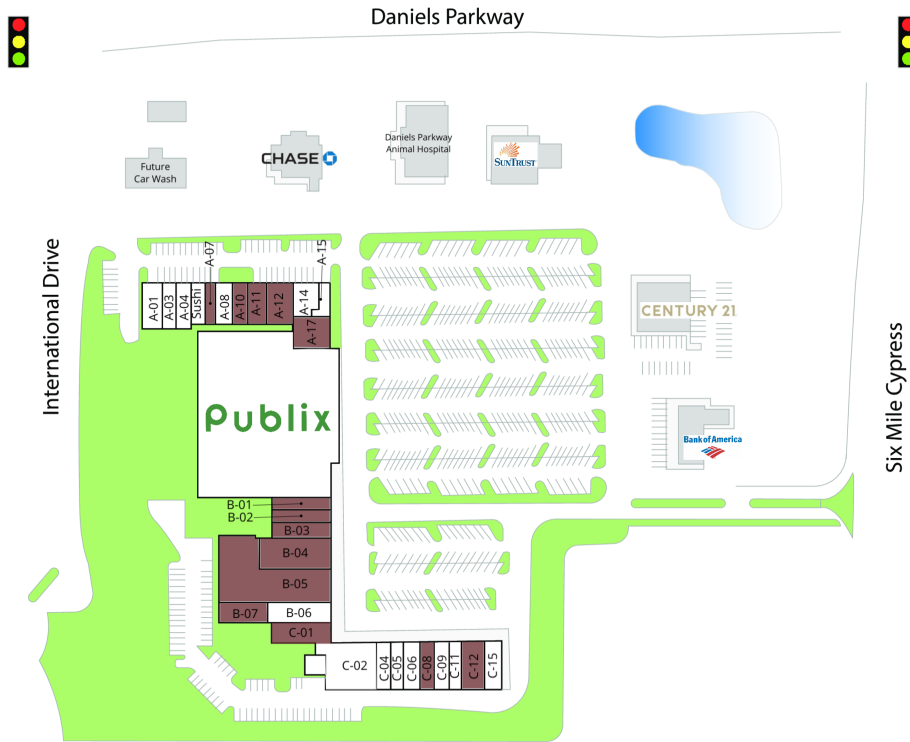 Daniels Parkway
Future
Car Wash
CHASE
Daniels Parkway
Animal Hospital
SUNTRUST
International Drive
A-01
A-03
A-04
Sushi
A-07
A-08
A-10
A-11
A-12
A-14
A-15
A-17
CENTURY 21
Publix
Six Mile Cypress
Bank of America
B-01
B-02
B-03
B-04
B-05
B-07
B-06
C-01
C-02
C-04
C-05
C-06
C-08
C-09
C-11
C-12
C-15